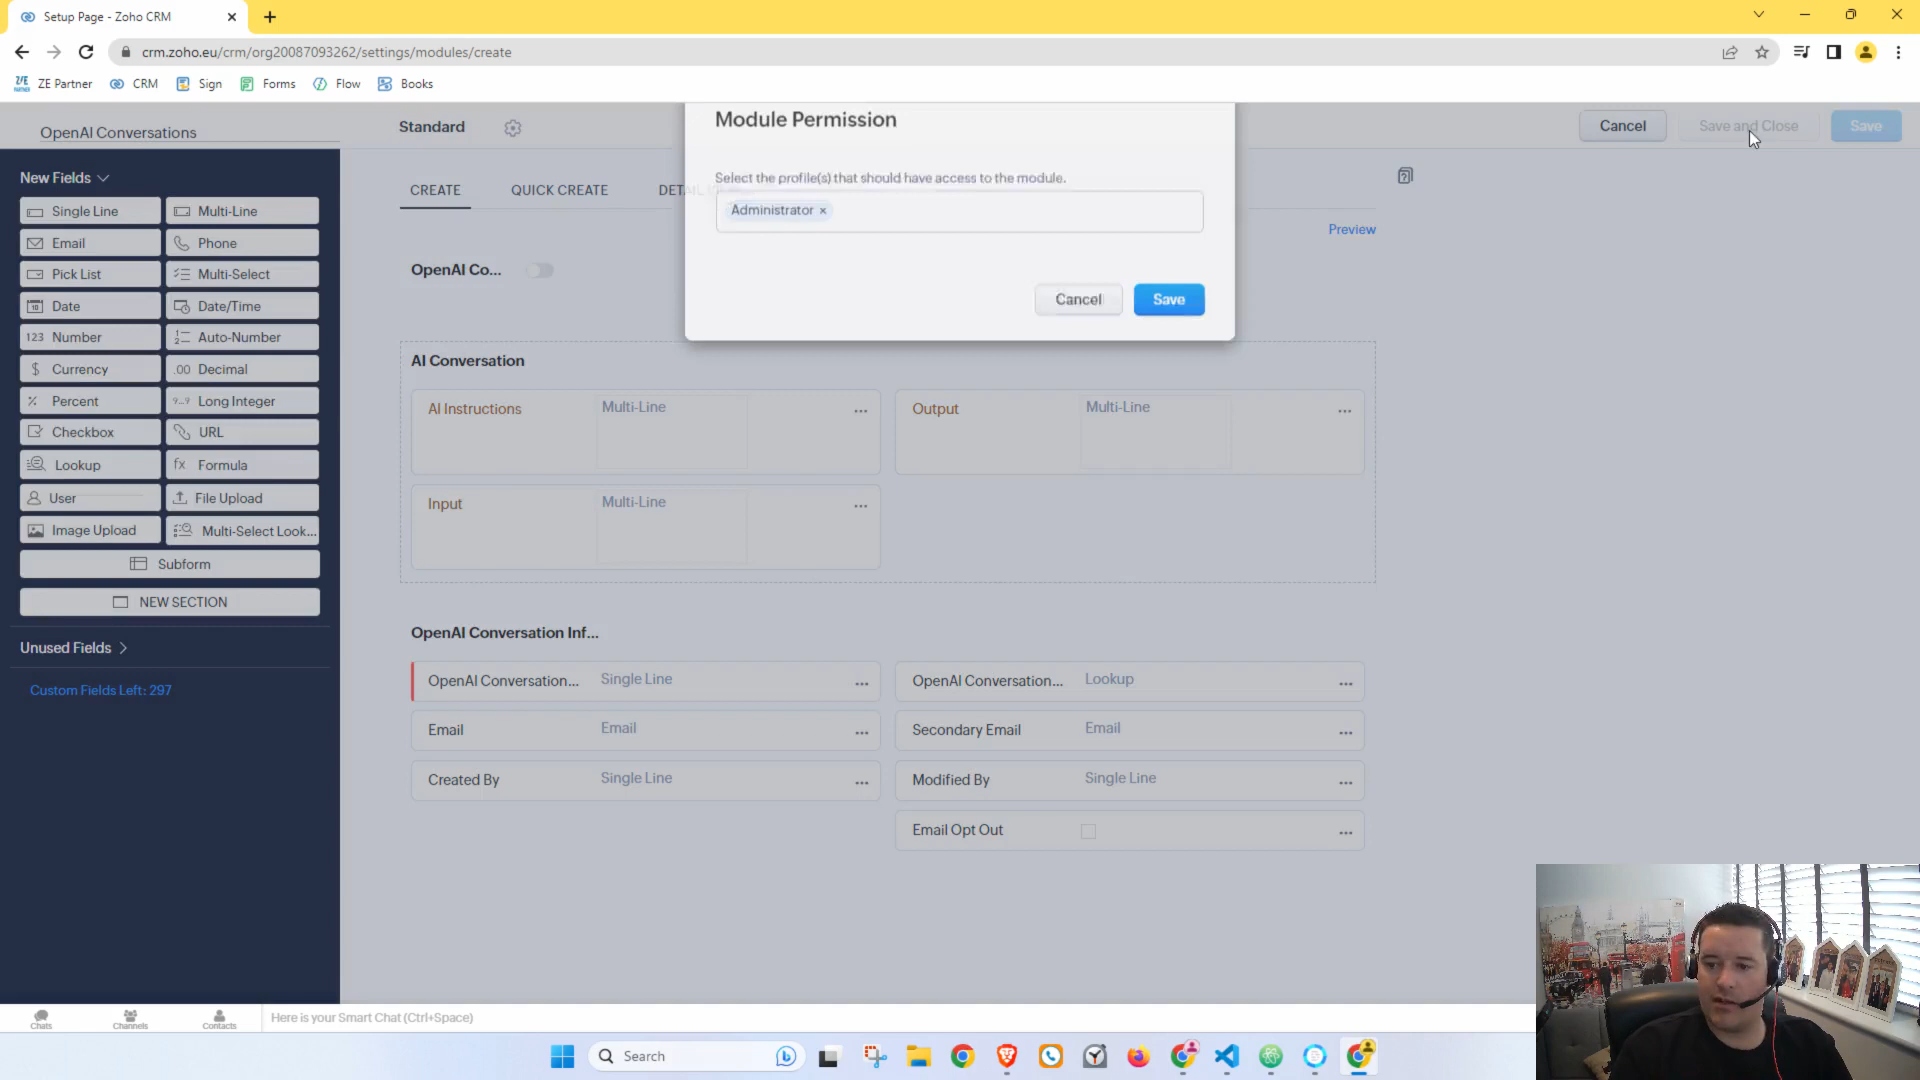 Setup Page - Zoho CRM
crm.zoho.eu/crm/org20087093262/settings/modules/create
ZE Partner
CRM
Sign
Forms
Flow
Books
OpenAI Conversations
Standard
Module Permission
Cancel
Save and Close
Save
New Fields
CREATE
QUICK CREATE
Select the profile(s) that should have access to the module.
Administrator ×
Preview
Cancel
Save
Single Line
Multi-Line
Email
Phone
Pick List
Multi-Select
Date
Date/Time
Number
Auto-Number
Currency
Decimal
Percent
Long Integer
Checkbox
URL
Lookup
Formula
User
File Upload
Image Upload
Multi-Select Look...
Subform
NEW SECTION
Unused Fields
Custom Fields Left: 297
OpenAI Co...
AI Conversation
AI Instructions
Multi-Line
Output
Multi-Line
Input
Multi-Line
OpenAI Conversation Inf...
OpenAI Conversation...
Single Line
OpenAI Conversation...
Lookup
Email
Email
Secondary Email
Email
Created By
Single Line
Modified By
Single Line
Email Opt Out
Chats
Channels
Contacts
Here is your Smart Chat (Ctrl+Space)
Search